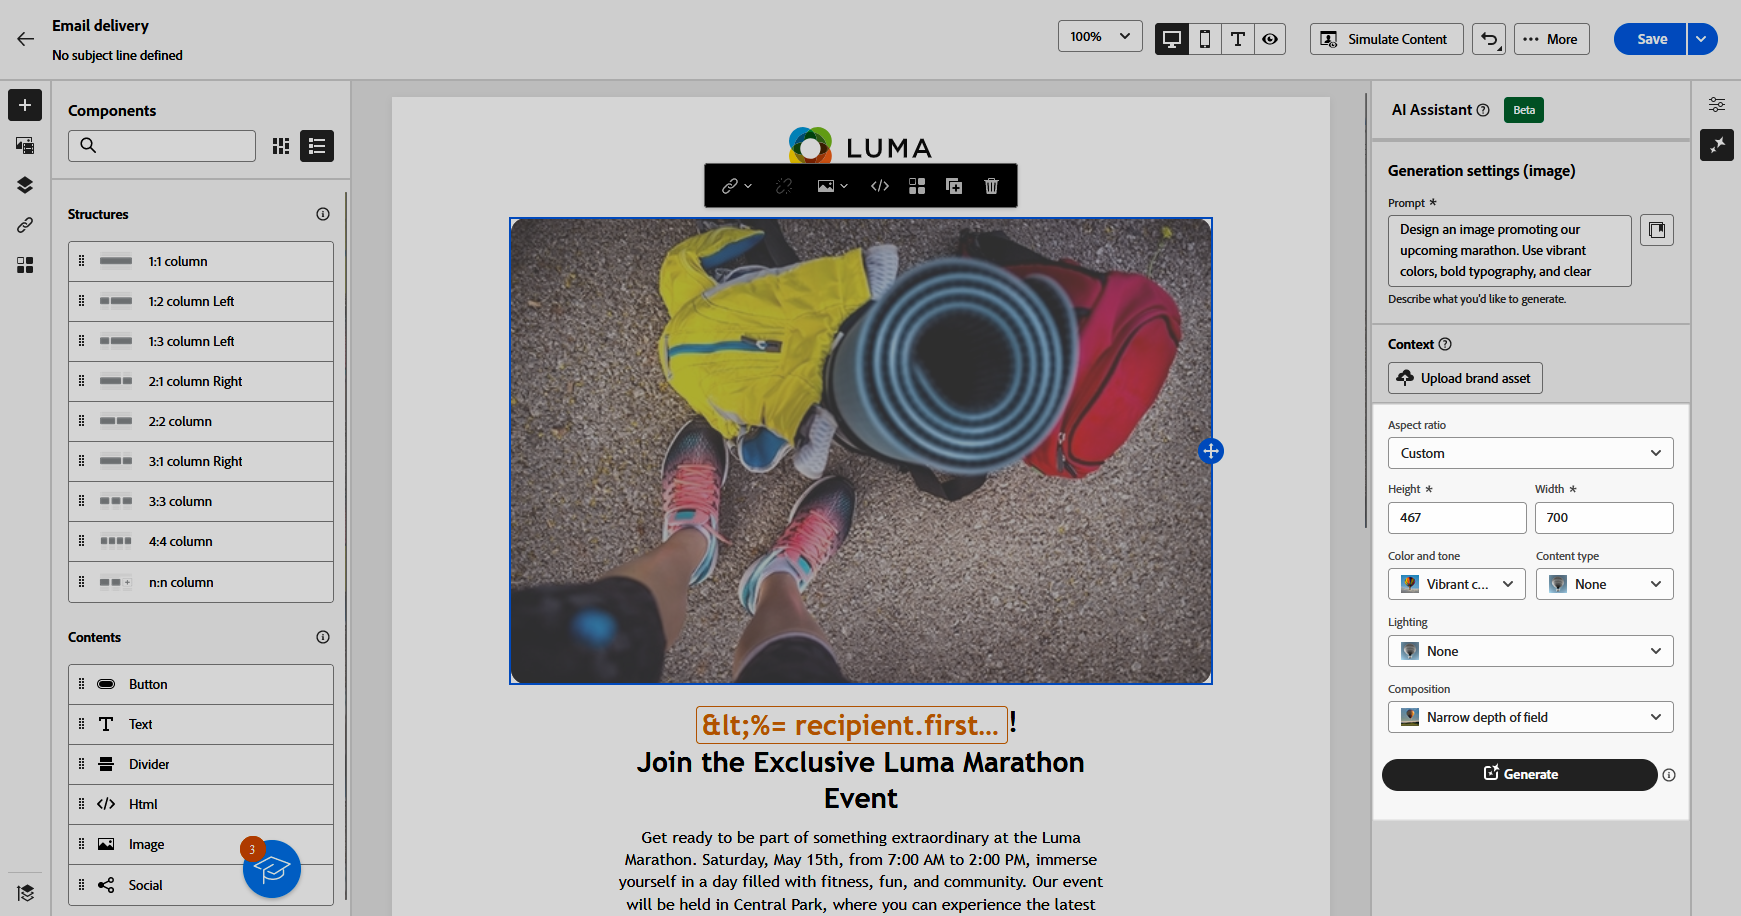 Email delivery
No subject line defined
100%
Simulate Content
More
Save
Components
Structures
1:1 column
1:2 column Left
1:3 column Left
2:1 column Right
2:2 column
3:1 column Right
3:3 column
4:4 column
n:n column
Contents
Button
Text
Divider
Html
Image
Social
3
LUMA
&lt;%= recipient.first... !
Join the Exclusive Luma Marathon
Event
Get ready to be part of something extraordinary at the Luma
Marathon. Saturday, May 15th, from 7:00 AM to 2:00 PM, immerse
yourself in a day filled with fitness, fun, and community. Our event
will be held in Central Park, where you can experience the latest
AI Assistant
Beta
Generation settings (image)
Prompt *
Design an image promoting our
upcoming marathon. Use vibrant
colors, bold typography, and clear
Describe what you'd like to generate.
Context
Upload brand asset
Aspect ratio
Custom
Height * Width *
467 700
Color and tone Content type
Vibrant c... None
Lighting
None
Composition
Narrow depth of field
Generate